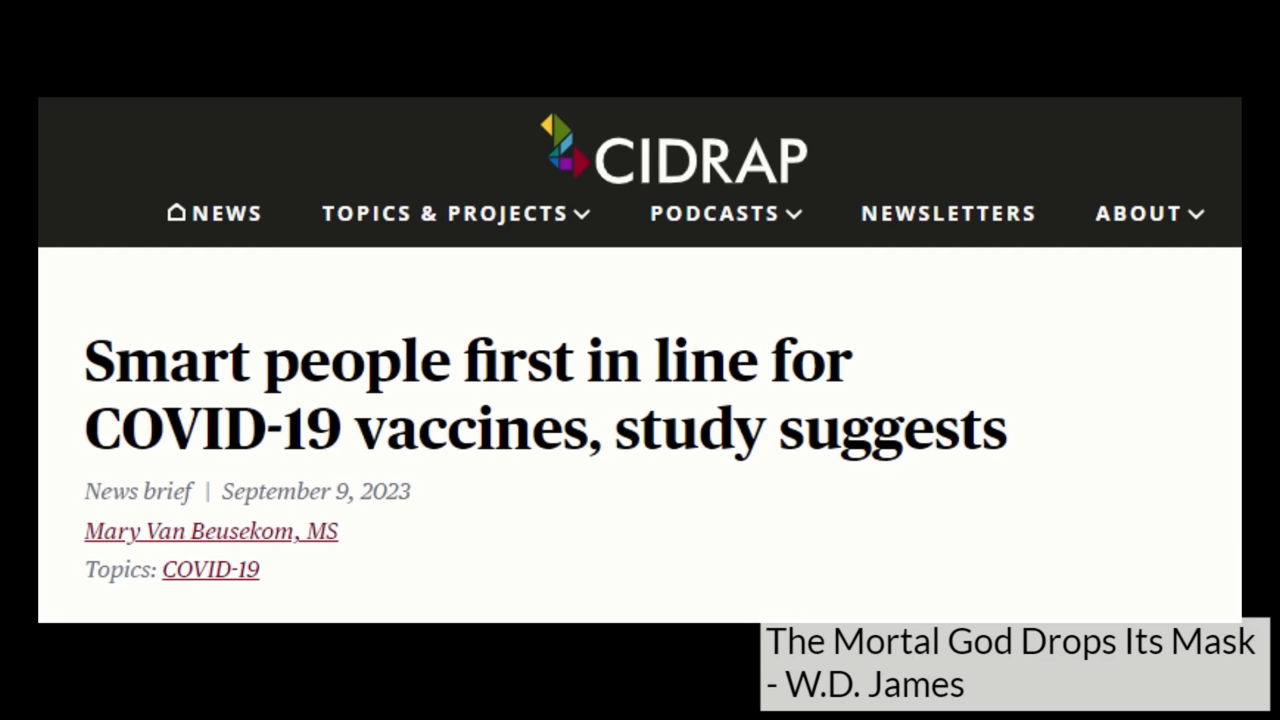 CIDRAP
NEWS TOPICS & PROJECTS PODCASTS NEWSLETTERS ABOUT
Smart people first in line for
COVID-19 vaccines, study suggests
News brief | September 9, 2023
Mary Van Beusekom, MS
Topics: COVID-19
The Mortal God Drops Its Mask
- W.D. James